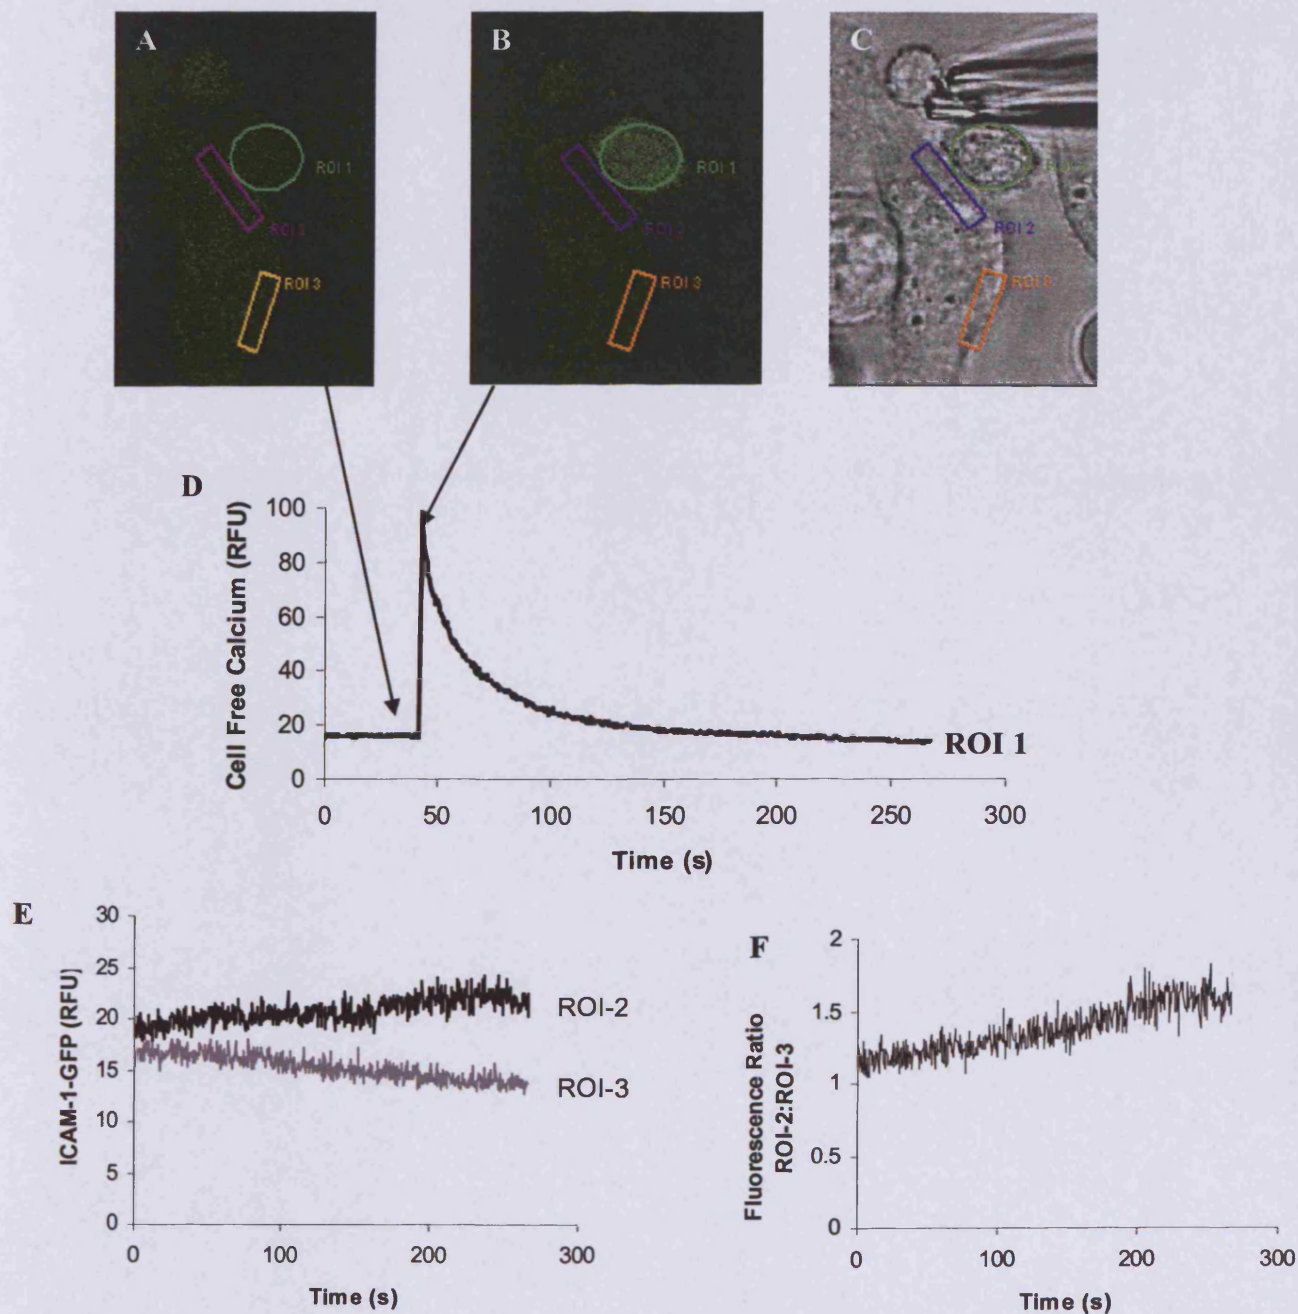 A
ROI 1
ROI 2
ROI 3
B
ROI 1
ROI 3
C
ROI 2
D
Cell Free Calcium (RFU)
100
80
60
40
20
0
0 50 100 150 200 250 300
Time (s)
ROI 1
E
ICAM-1-GFP (RFU)
30
25
20
15
10
5
0
0 100 200 300
Time (s)
ROI-2
ROI-3
F
Fluorescence Ratio
ROI-2:ROI-3
2
1.5
1
0.5
0
0 100 200 300
Time (s)